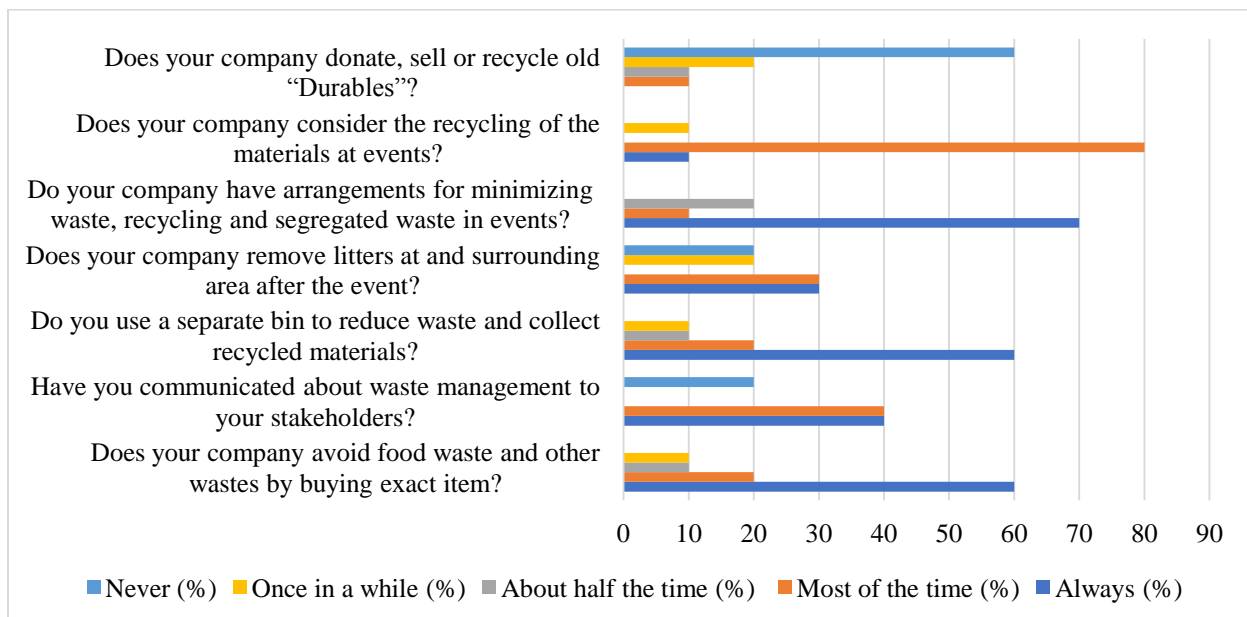 Does your company donate, sell or recycle old
“Durables”?
Does your company consider the recycling of the
materials at events?
Do your company have arrangements for minimizing
waste, recycling and segregated waste in events?
Does your company remove litters at and surrounding
area after the event?
Do you use a separate bin to reduce waste and collect
recycled materials?
Have you communicated about waste management to
your stakeholders?
Does your company avoid food waste and other
wastes by buying exact item?
0 10 20 30 40 50 60 70 80 90
Never (%) Once in a while (%) About half the time (%) Most of the time (%) Always (%)